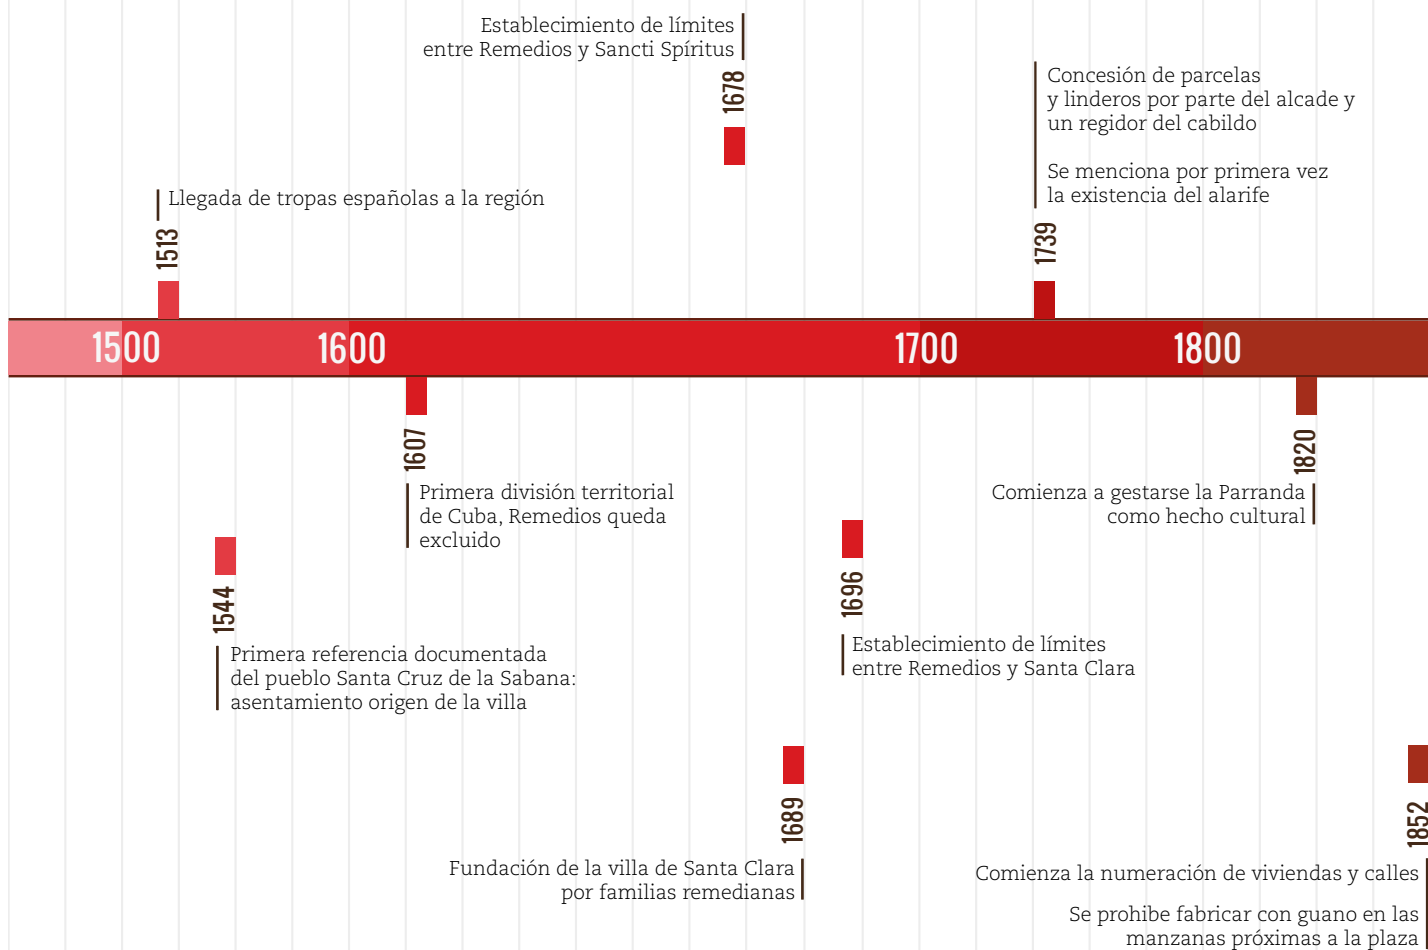 Establecimiento de límites
entre Remedios y Sancti Spíritus
1678
Concesión de parcelas
y linderos por parte del alcade y
un regidor del cabildo
Se menciona por primera vez
la existencia del alarife
1739
Llegada de tropas españolas a la región
1513
1500
1600
1700
1800
1607
Primera división territorial
de Cuba, Remedios queda
excluido
1820
Comienza a gestarse la Parranda
como hecho cultural
1544
Primera referencia documentada
del pueblo Santa Cruz de la Sabana:
asentamiento origen de la villa
1696
Establecimiento de límites
entre Remedios y Santa Clara
1689
Fundación de la villa de Santa Clara
por familias remedianas
1852
Comienza la numeración de viviendas y calles
Se prohibe fabricar con guano en las
manzanas próximas a la plaza